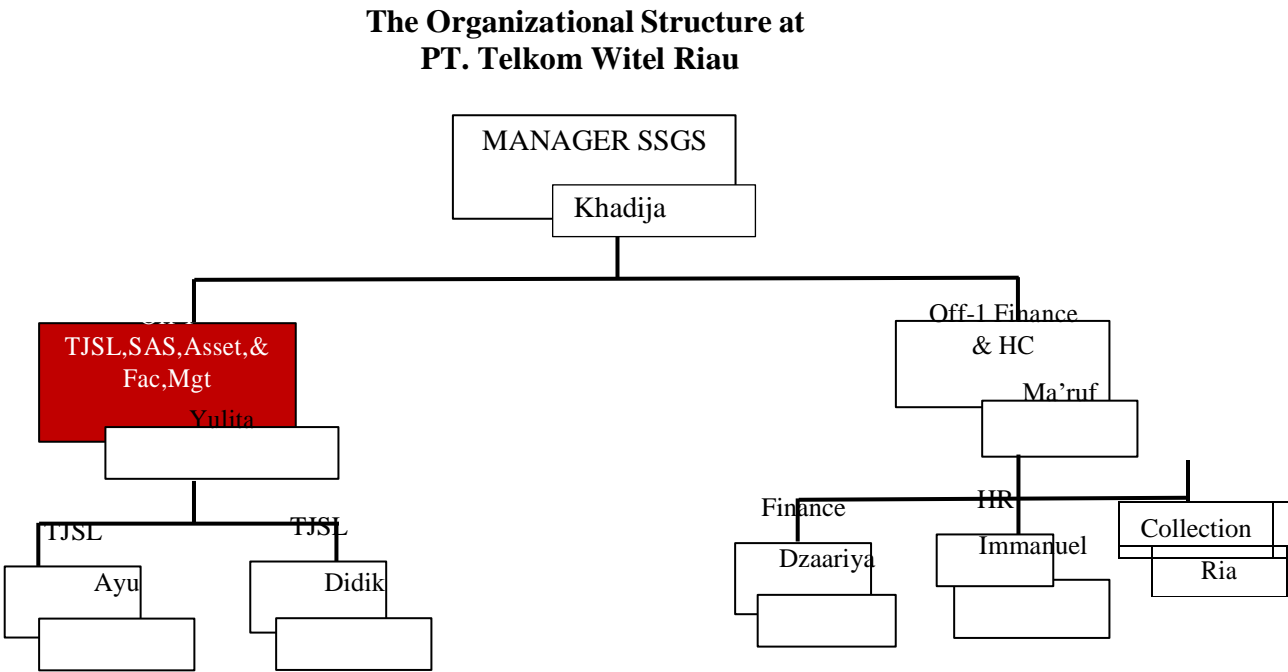 The Organizational Structure at
PT. Telkom Witel Riau
MANAGER SSGS
Khadija
TJSL,SAS,Asset,&
Fac,Mgt
Yulita
Off-1 Finance
& HC
Ma’ruf
TJSL
Ayu
TJSL
Didik
Finance
Dzaariya
HR
Immanuel
Collection
Ria